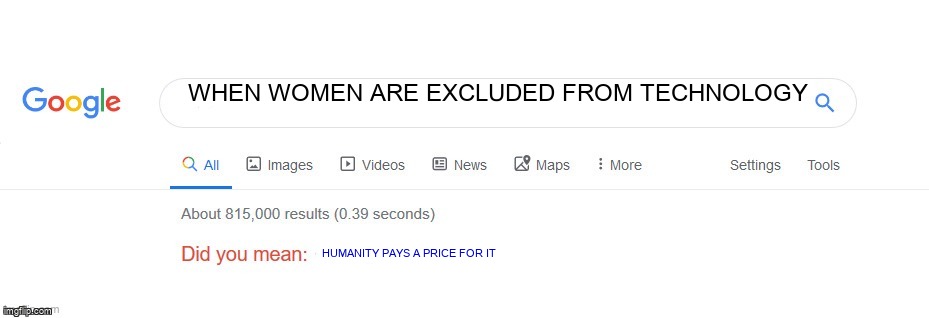 Google
WHEN WOMEN ARE EXCLUDED FROM TECHNOLOGY
All Images Videos News Maps More Settings Tools
About 815,000 results (0.39 seconds)
Did you mean: HUMANITY PAYS A PRICE FOR IT
imgflip.com